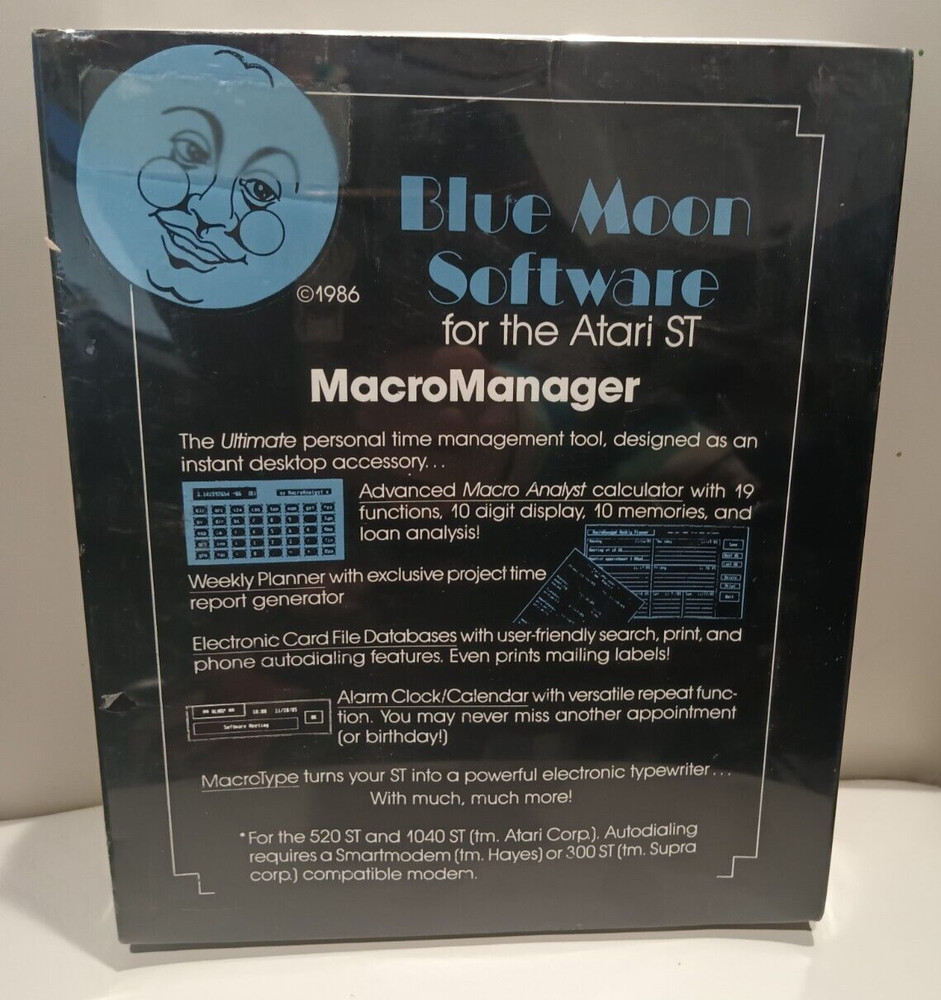 Blue Moon
Software
©1986
for the Atari ST
MacroManager
The Ultimate personal time management tool, designed as an
instant desktop accessory...
Advanced Macro Analyst calculator with 19
functions, 10 digit display, 10 memories, and
loan analysis!
Weekly Planner with exclusive project time
report generator
Electronic Card File Databases with user-friendly search, print, and
phone autodialing features. Even prints mailing labels!
Alarm Clock/Calendar with versatile repeat func-
tion. You may never miss another appointment
(or birthday!)
Software Meeting
MacroType turns your ST into a powerful electronic typewriter...
With much, much more!
*For the 520 ST and 1040 ST (tm. Atari Corp.). Autodialing
requires a Smartmodem (tm. Hayes) or 300 ST (tm. Supra
corp.) compatible modem.